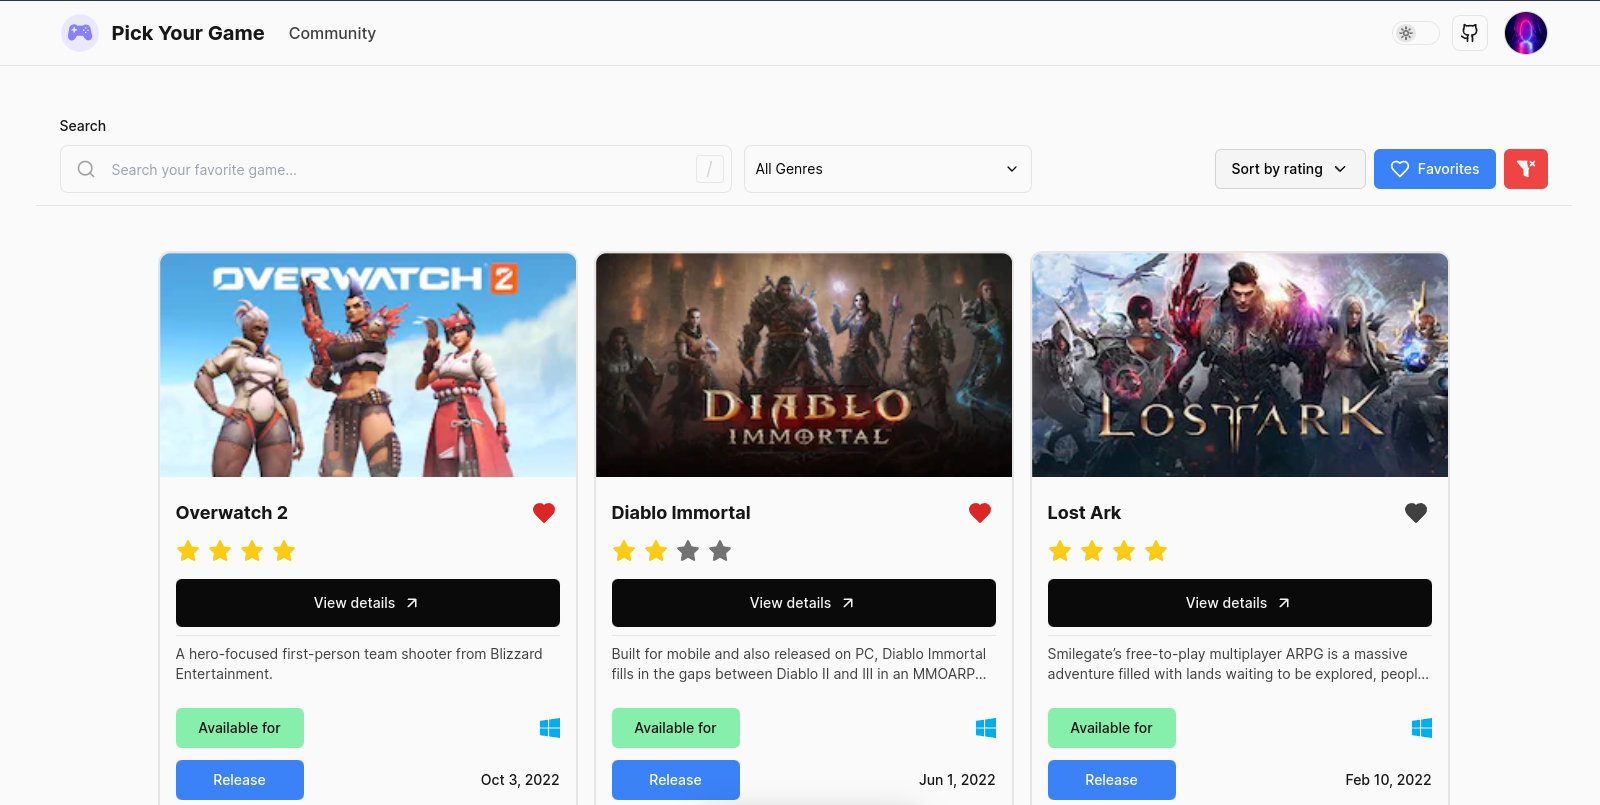 Pick Your Game
Community
Search
Search your favorite game...
/
All Genres
Sort by rating
Favorites
OVERWATCH 2
DIABLO
IMMORTAL
LOST ARK
Overwatch 2
Diablo Immortal
Lost Ark
View details
View details
View details
A hero-focused first-person team shooter from Blizzard
Entertainment.
Built for mobile and also released on PC, Diablo Immortal
fills in the gaps between Diablo II and III in an MMOARP...
Smilegate’s free-to-play multiplayer ARPG is a massive
adventure filled with lands waiting to be explored, peopl...
Available for
Available for
Available for
Release
Oct 3, 2022
Release
Jun 1, 2022
Release
Feb 10, 2022